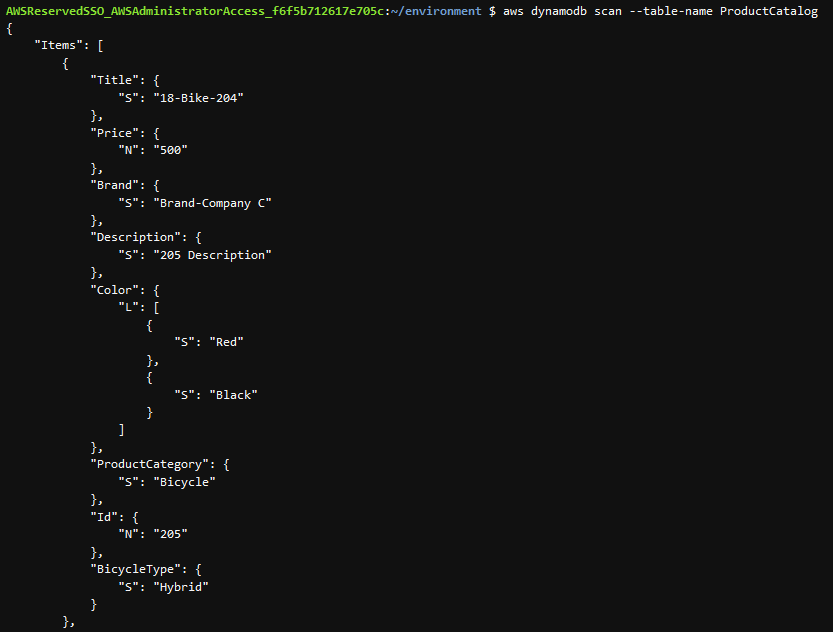 AWSReservedSSO_AWSAdministratorAccess_f6f5b712617e705c:~/environment $ aws dynamodb scan --table-name ProductCatalog
{
    "Items": [
        {
            "Title": {
                "S": "18-Bike-204"
            },
            "Price": {
                "N": "500"
            },
            "Brand": {
                "S": "Brand-Company C"
            },
            "Description": {
                "S": "205 Description"
            },
            "Color": {
                "L": [
                    {
                        "S": "Red"
                    },
                    {
                        "S": "Black"
                    }
                ]
            },
            "ProductCategory": {
                "S": "Bicycle"
            },
            "Id": {
                "N": "205"
            },
            "BicycleType": {
                "S": "Hybrid"
            }
        },